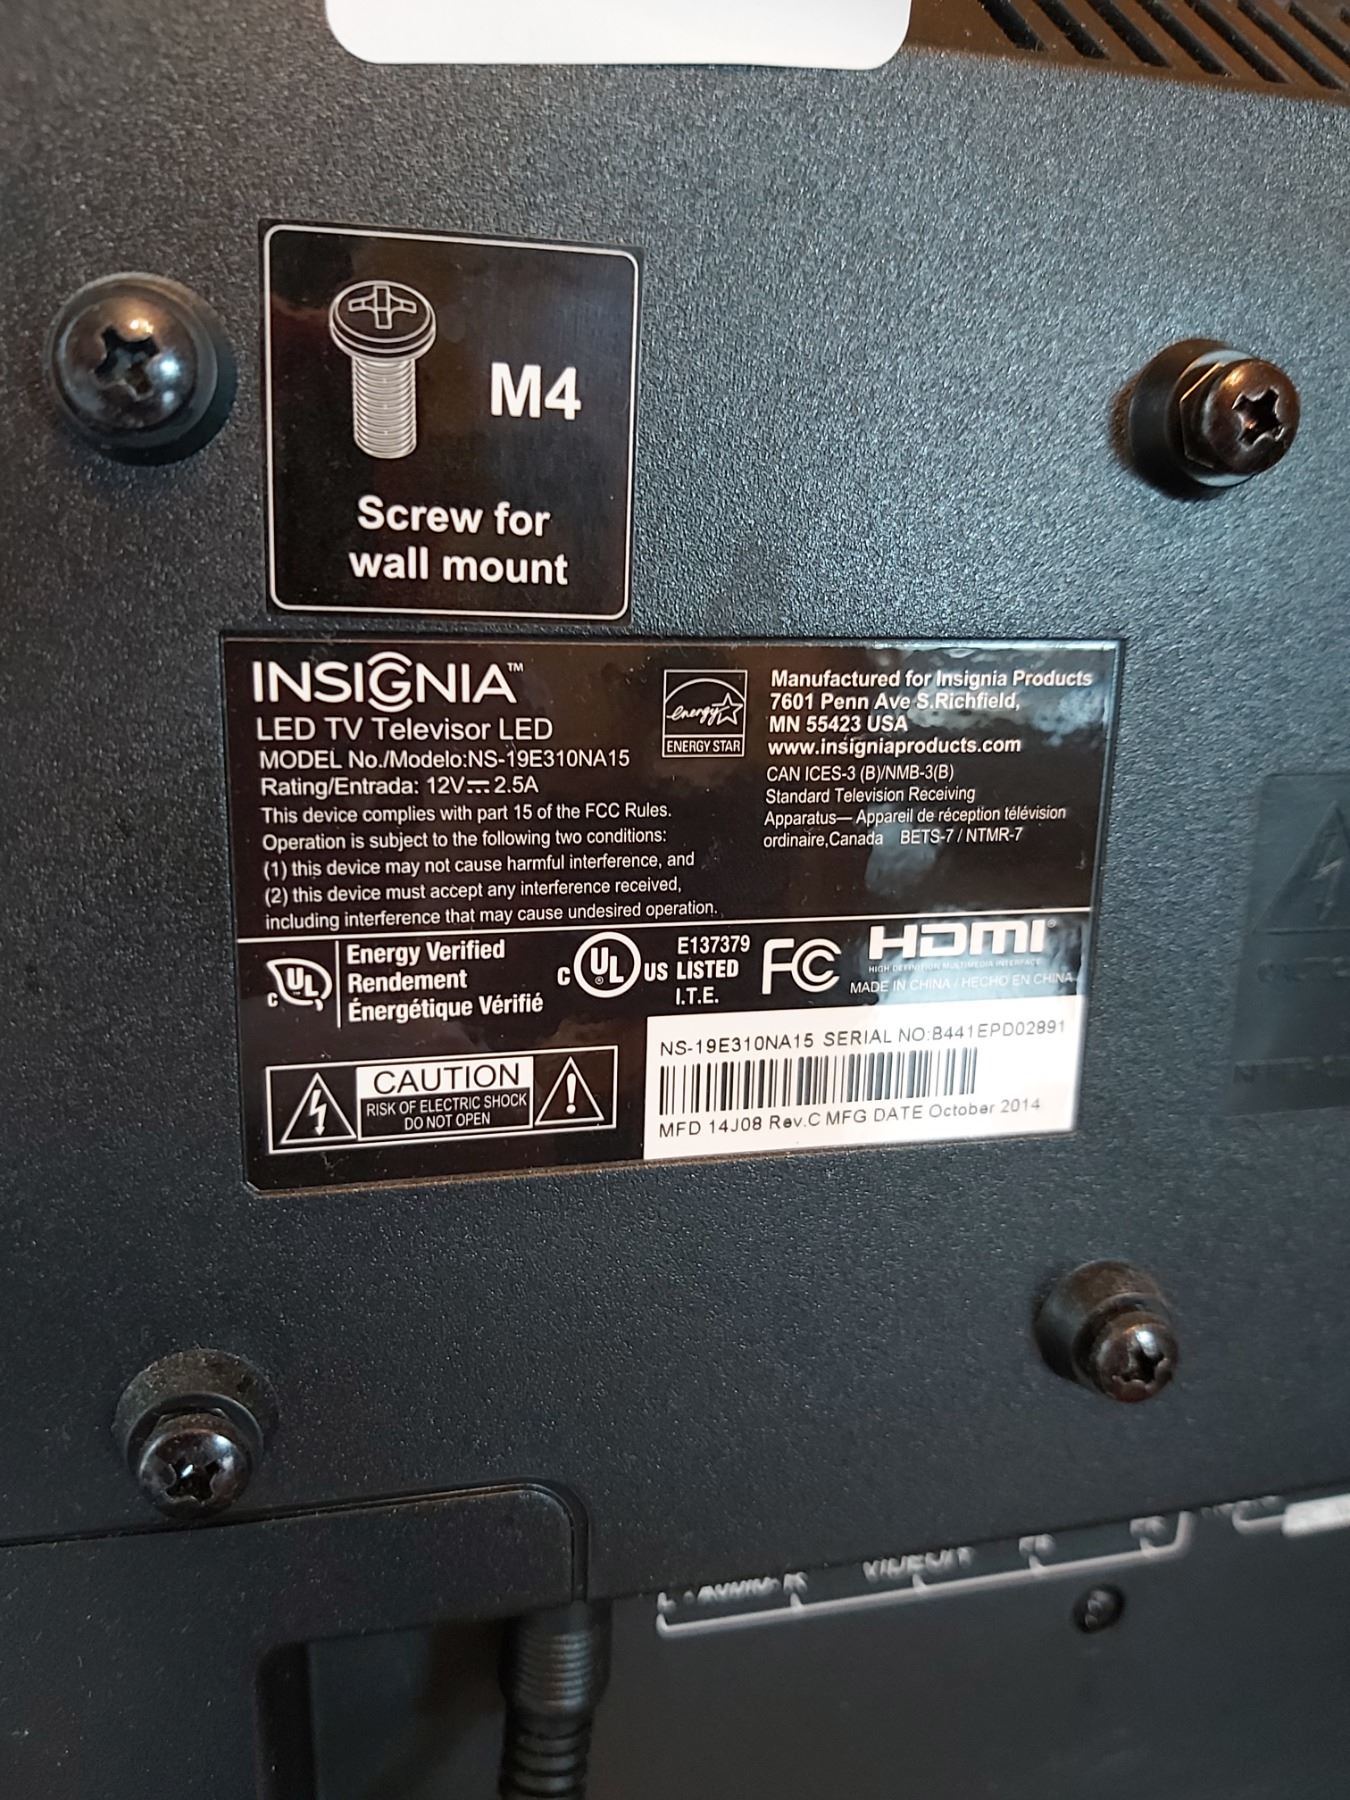 M4
Screw for
wall mount
INSIGNIA™
LED TV Televisor LED
MODEL No./Modelo:NS-19E310NA15
Rating/Entrada: 12V⎓2.5A
This device complies with part 15 of the FCC Rules.
Operation is subject to the following two conditions:
(1) this device may not cause harmful interference, and
(2) this device must accept any interference received,
including interference that may cause undesired operation.
energy
ENERGY STAR
Manufactured for Insignia Products
7601 Penn Ave S.Richfield,
MN 55423 USA
www.insigniaproducts.com
CAN ICES-3 (B)/NMB-3(B)
Standard Television Receiving
Apparatus— Appareil de réception télévision
ordinaire,Canada BETS-7 / NTMR-7
C UL
Energy Verified
Rendement
Énergétique Vérifié
C UL ® US
E137379
LISTED
I.T.E.
FC
HDMI®
HIGH DEFINITION MULTIMEDIA INTERFACE
MADE IN CHINA / HECHO EN CHINA
CAUTION
RISK OF ELECTRIC SHOCK
DO NOT OPEN
NS-19E310NA15 SERIAL NO:B441EPD02891
MFD 14J08 Rev.C MFG DATE October 2014